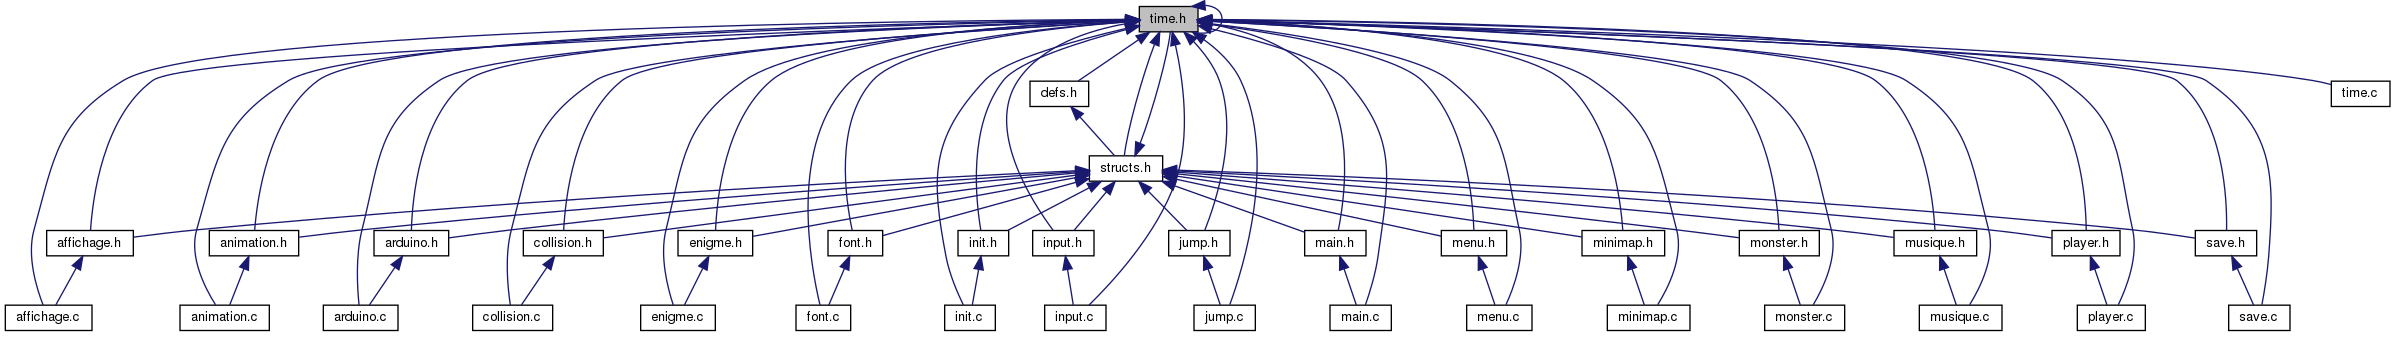 time.h
defs.h
time.c
structs.h
affichage.h
animation.h
arduino.h
collision.h
enigme.h
font.h
init.h
input.h
jump.h
main.h
menu.h
minimap.h
monster.h
musique.h
player.h
save.h
affichage.c
animation.c
arduino.c
collision.c
enigme.c
font.c
init.c
input.c
jump.c
main.c
menu.c
minimap.c
monster.c
musique.c
player.c
save.c